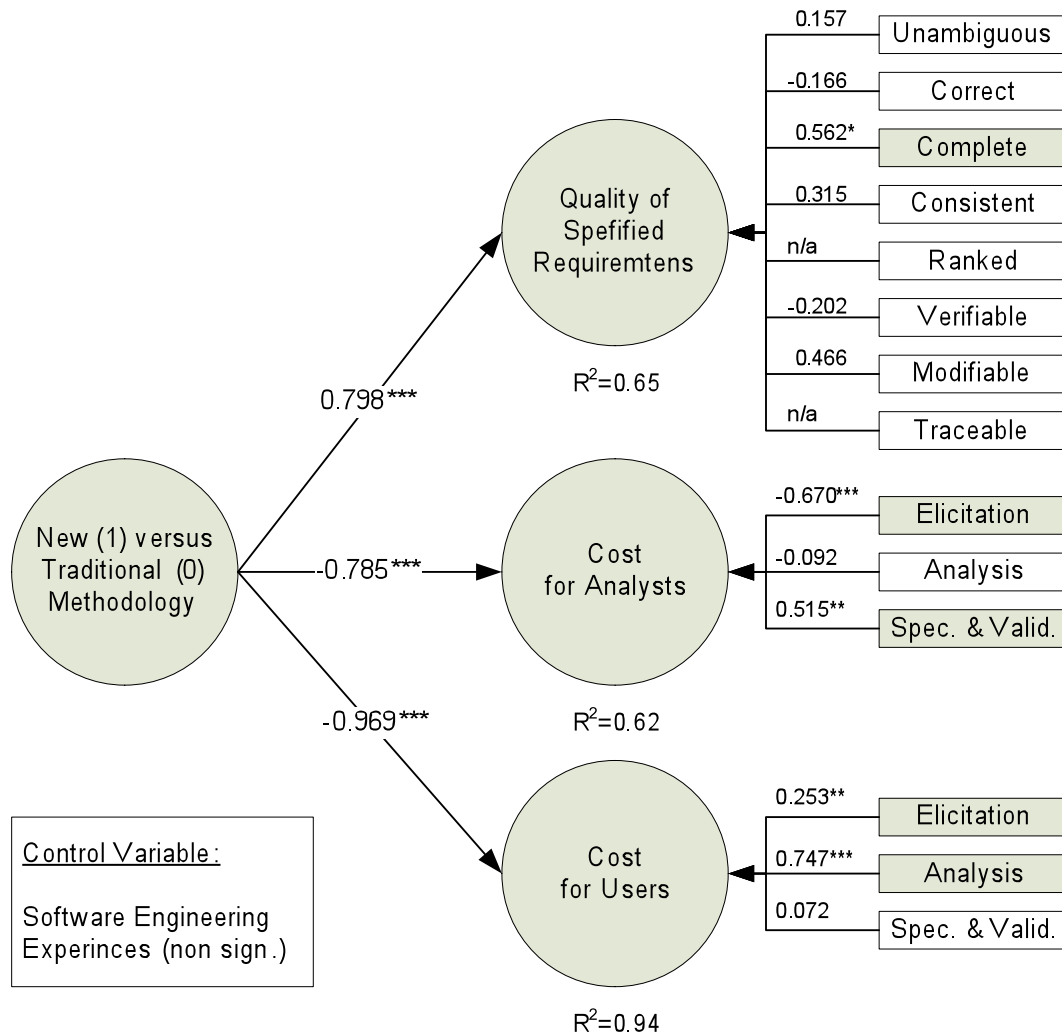 0.157
Unambiguous
-0.166
Correct
0.562*
Complete
0.315
Consistent
n/a
Ranked
-0.202
Verifiable
0.466
Modifiable
n/a
Traceable
Quality of
Spefified
Requiremtens
R²=0.65
0.798***
New (1) versus
Traditional (0)
Methodology
-0.785***
Cost
for Analysts
R²=0.62
-0.670***
Elicitation
-0.092
Analysis
0.515**
Spec. & Valid.
-0.969***
Cost
for Users
R²=0.94
0.253**
Elicitation
0.747***
Analysis
0.072
Spec. & Valid.
Control Variable:
Software Engineering
Experinces (non sign.)